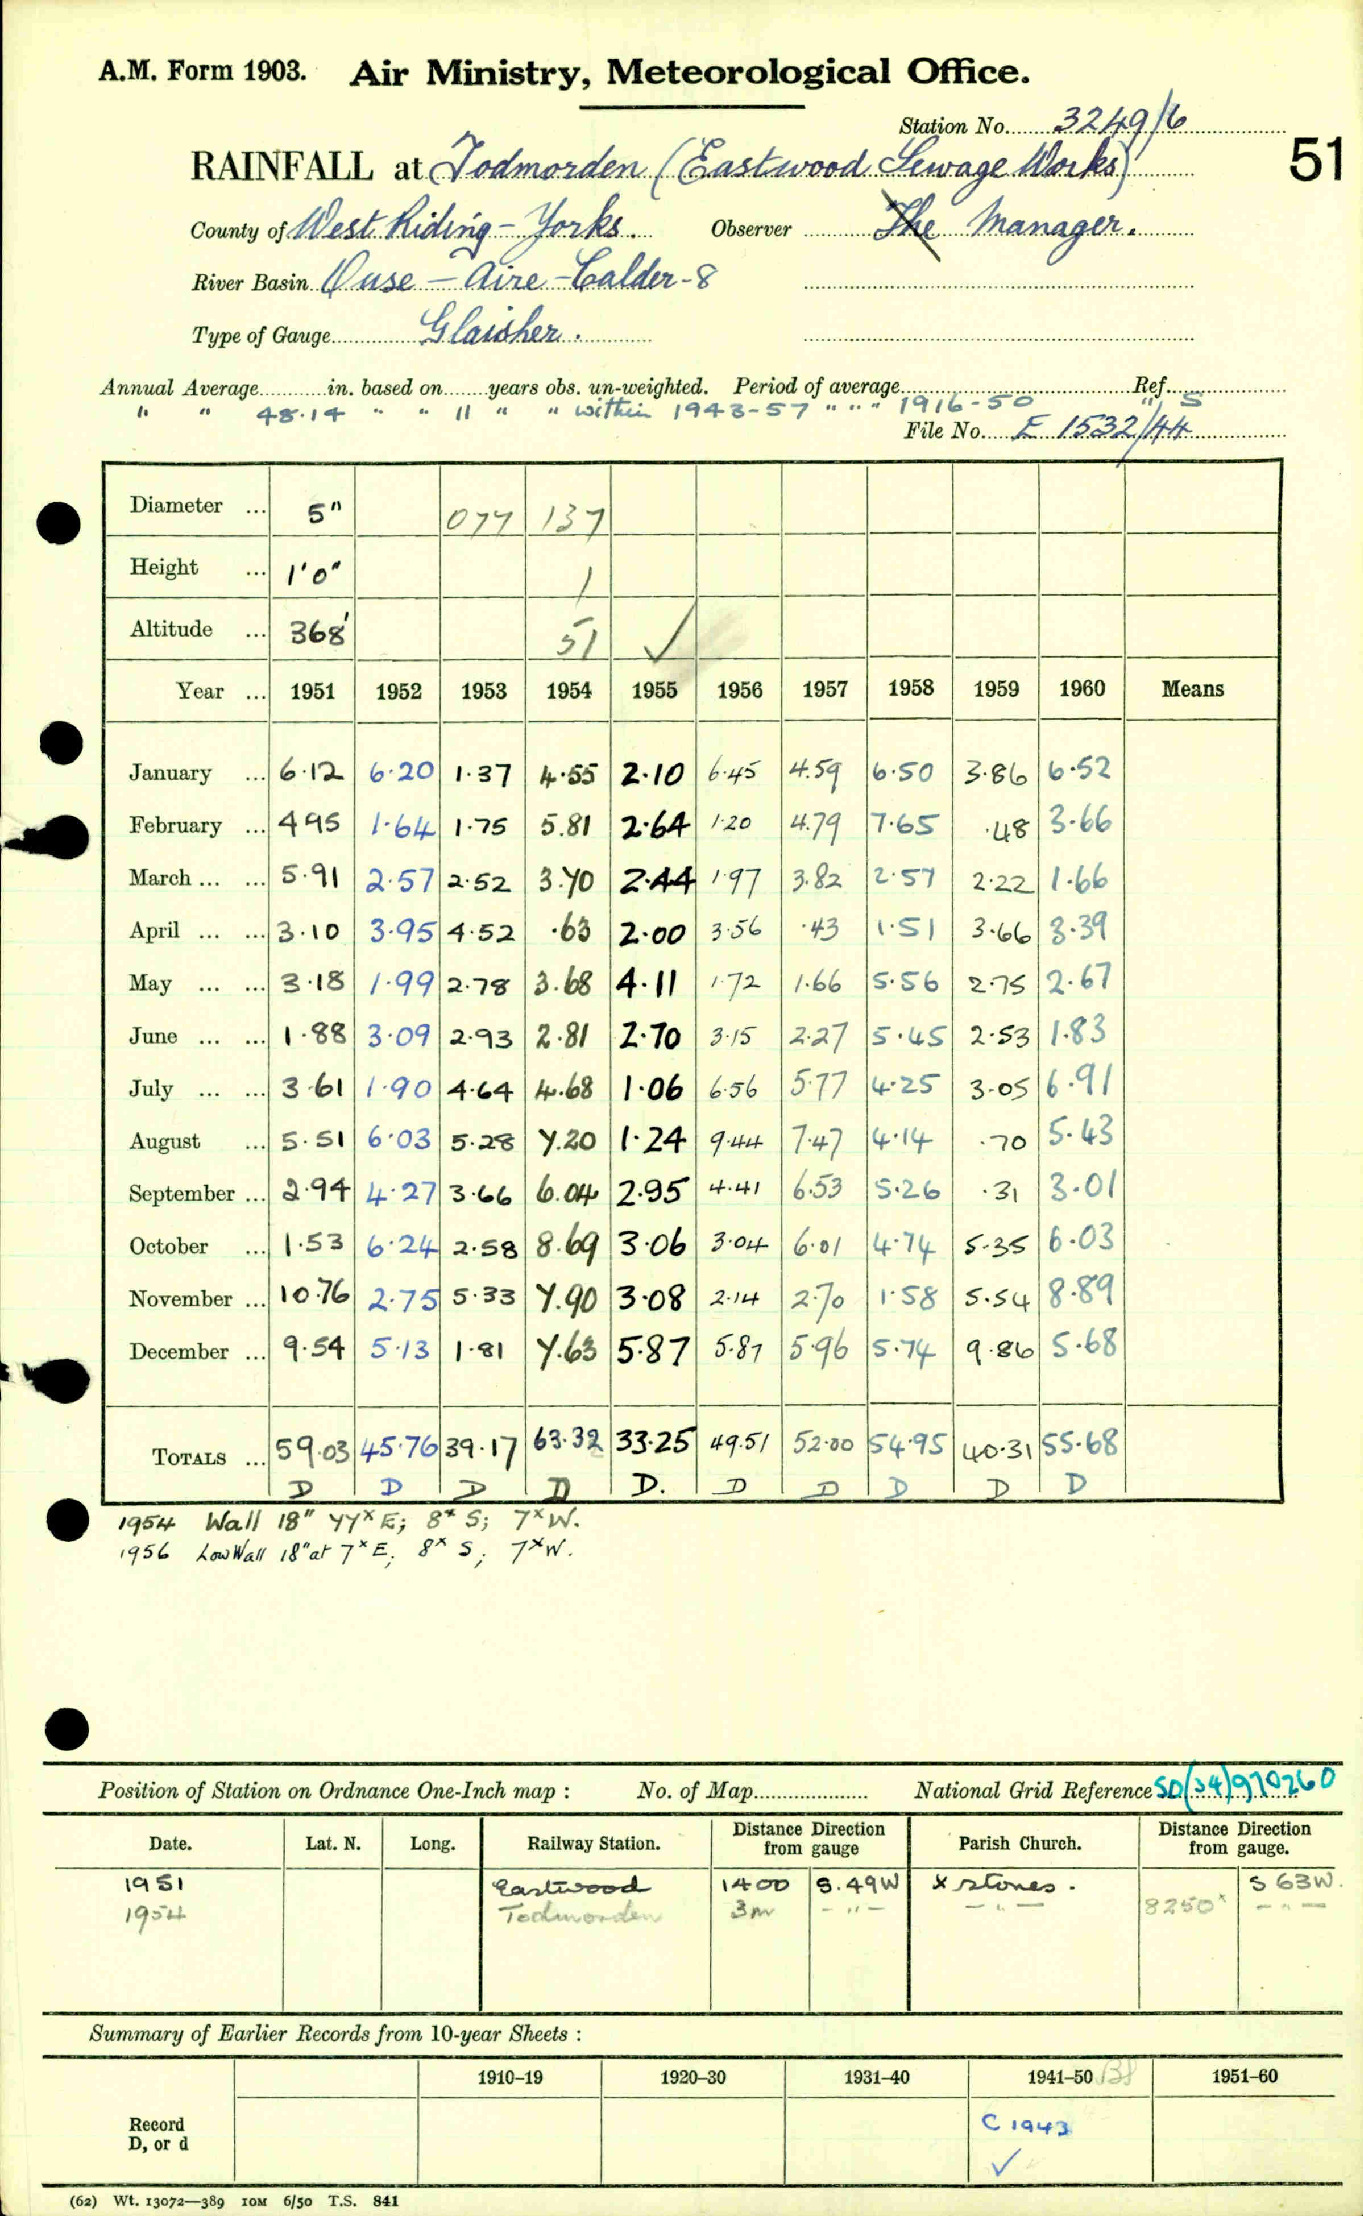 A.M. Form 1903. Air Ministry, Meteorological Office.
Station No. 3249/6
RAINFALL at Todmorden (Eastwood Sewage Works) 51
County of West Riding - Yorks. Observer The Manager.
River Basin Ouse - Aire - Calder - 8
Type of Gauge Glaisher.
Annual Average in. based on years obs. un-weighted. Period of average Ref.
" " 48.14 " " 11 " " within 1943-57 " " " 1916-50 " S
File No. E 1532/44
Diameter ... 5" 077 137
Height ... 1'0" 1
Altitude ... 368' 51 ✓
Year ... 1951 1952 1953 1954 1955 1956 1957 1958 1959 1960 Means
January ... 6.12 6.20 1.37 4.55 2.10 6.45 4.59 6.50 3.86 6.52
February ... 4 95 1.64 1.75 5.81 2.64 1.20 4.79 7.65 .48 3.66
March ... ... 5.91 2.57 2.52 3.70 2.44 1.97 3.82 2.57 2.22 1.66
April ... ... 3.10 3.95 4.52 .63 2.00 3.56 .43 1.51 3.66 3.39
May ... ... 3.18 1.99 2.78 3.68 4.11 1.72 1.66 5.56 2.75 2.67
June ... ... 1.88 3.09 2.93 2.81 2.70 3.15 2.27 5.45 2.53 1.83
July ... ... 3.61 1.90 4.64 4.68 1.06 6.56 5.77 4.25 3.05 6.91
August ... 5.51 6.03 5.28 7.20 1.24 9.44 7.47 4.14 .70 5.43
September ... 2.94 4.27 3.66 6.04 2.95 4.41 6.53 5.26 .31 3.01
October ... 1.53 6.24 2.58 8.69 3.06 3.04 6.01 4.74 5.35 6.03
November ... 10.76 2.75 5.33 7.90 3.08 2.14 2.70 1.58 5.54 8.89
December ... 9.54 5.13 1.81 7.63 5.87 5.87 5.96 5.74 9.86 5.68
TOTALS ... 59.03 45.76 39.17 63.32 33.25 49.51 52.00 54.95 40.31 55.68
D D D D D. D D D D D
1954 Wall 18" 77ˣ E; 8ˣ S; 7ˣ W.
1956 Low Wall 18" at 7ˣ E; 8ˣ S; 7ˣ W.
Position of Station on Ordnance One-Inch map : No. of Map National Grid Reference SD(34)970260
Date. Lat. N. Long. Railway Station. Distance from gauge Direction Parish Church. Distance from gauge. Direction
1951 Eastwood 1400 S.49W x stones. S 63W.
1954 Todmorden 3m - " - - " - 8250ˣ - " -
Summary of Earlier Records from 10-year Sheets :
1910–19 1920–30 1931–40 1941–50 1951–60
Record D, or d C 1943
✓
(62) Wt. 13072—389 10M 6/50 T.S. 841